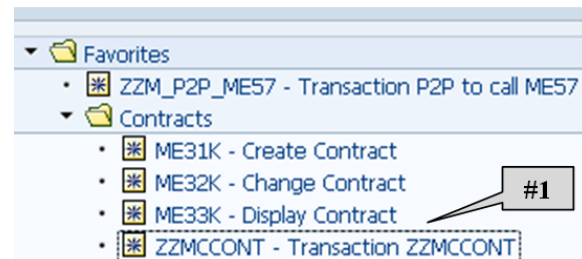 Favorites
ZZM_P2P_ME57 - Transaction P2P to call ME57
Contracts
ME31K - Create Contract
ME32K - Change Contract
#1
ME33K - Display Contract
ZZMCCONT - Transaction ZZMCCONT